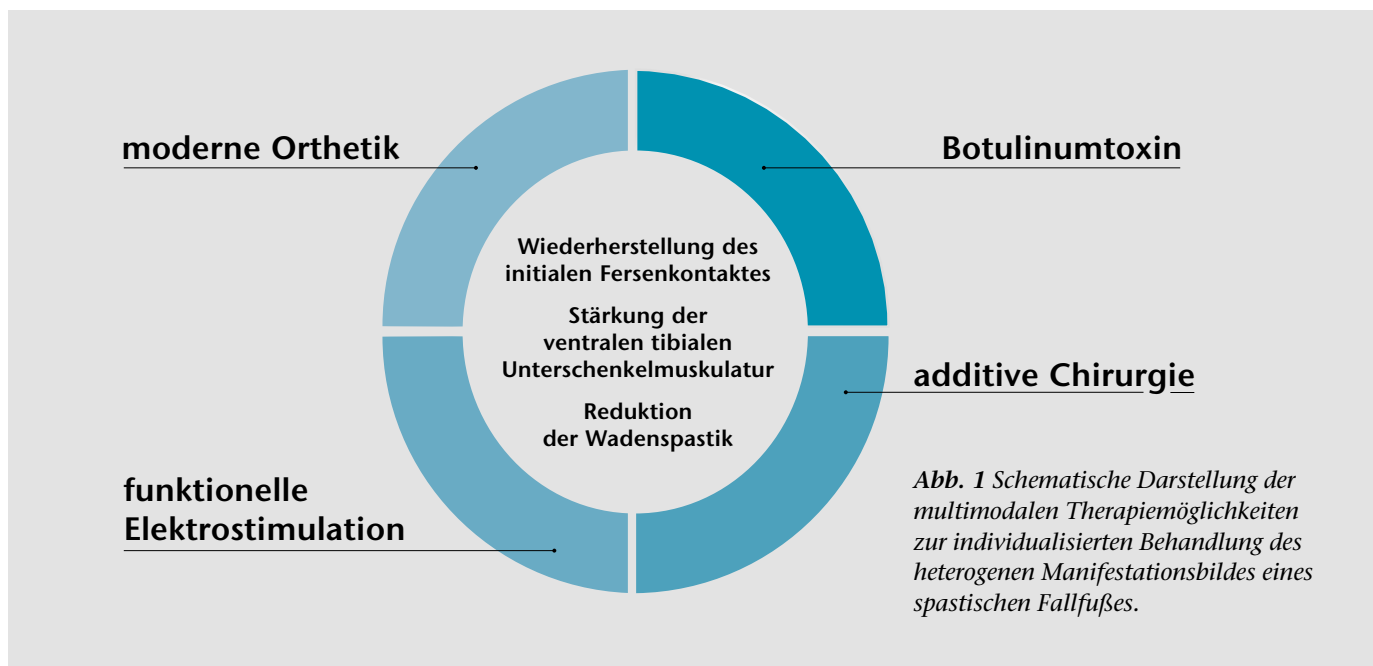 moderne Orthetik
Botulinumtoxin
Wiederherstellung des
initialen Fersenkontaktes
Stärkung der
ventralen tibialen
Unterschenkelmuskulatur
Reduktion
der Wadenspastik
additive Chirurgie
funktionelle
Elektrostimulation
Abb. 1 Schematische Darstellung der
multimodalen Therapiemöglichkeiten
zur individualisierten Behandlung des
heterogenen Manifestationsbildes eines
spastischen Fallfußes.